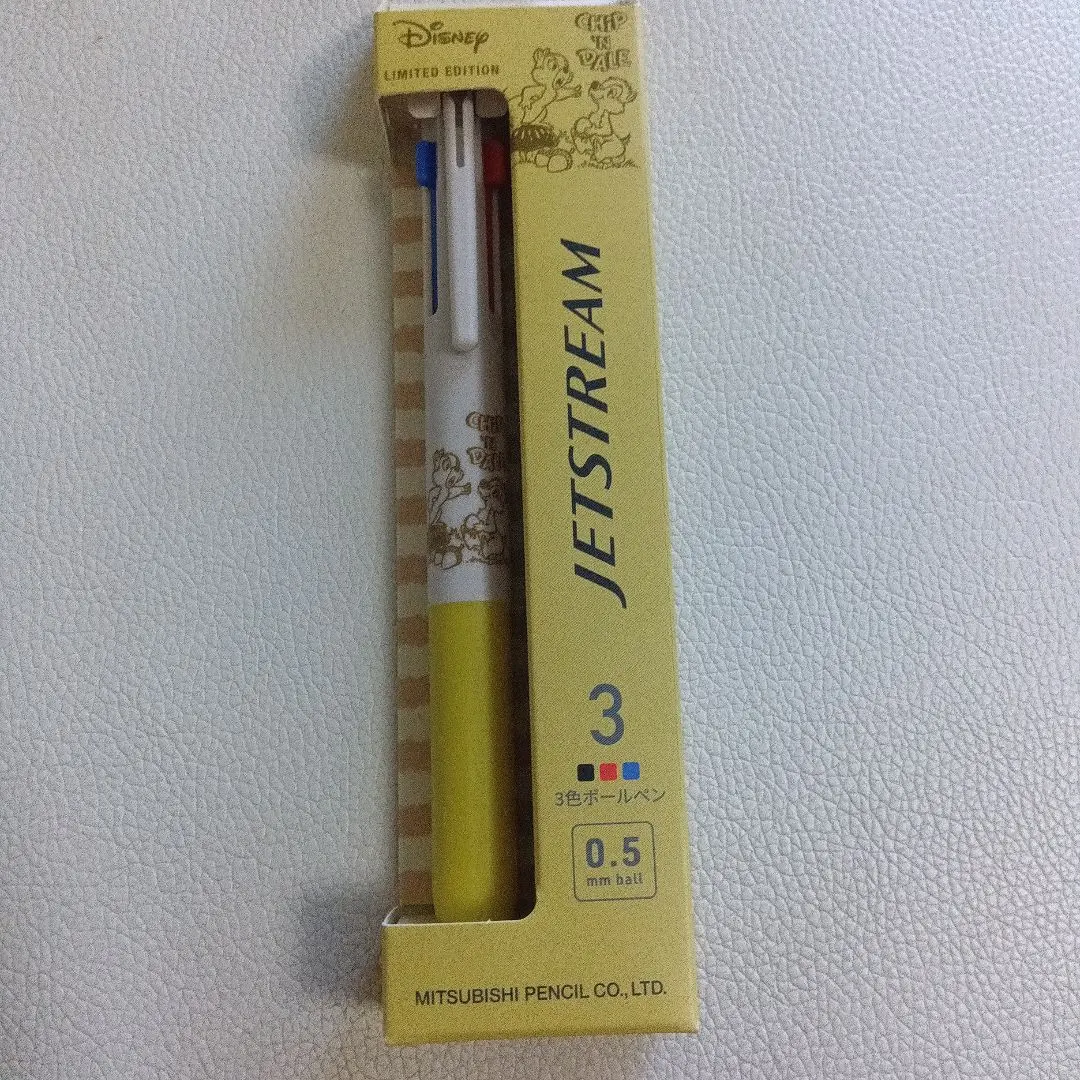 Disney
LIMITED EDITION
CHIP
'N
DALE
CHIP
'N
DALE
JETSTREAM
3
3色ボールペン
0.5
mm ball
MITSUBISHI PENCIL CO., LTD.